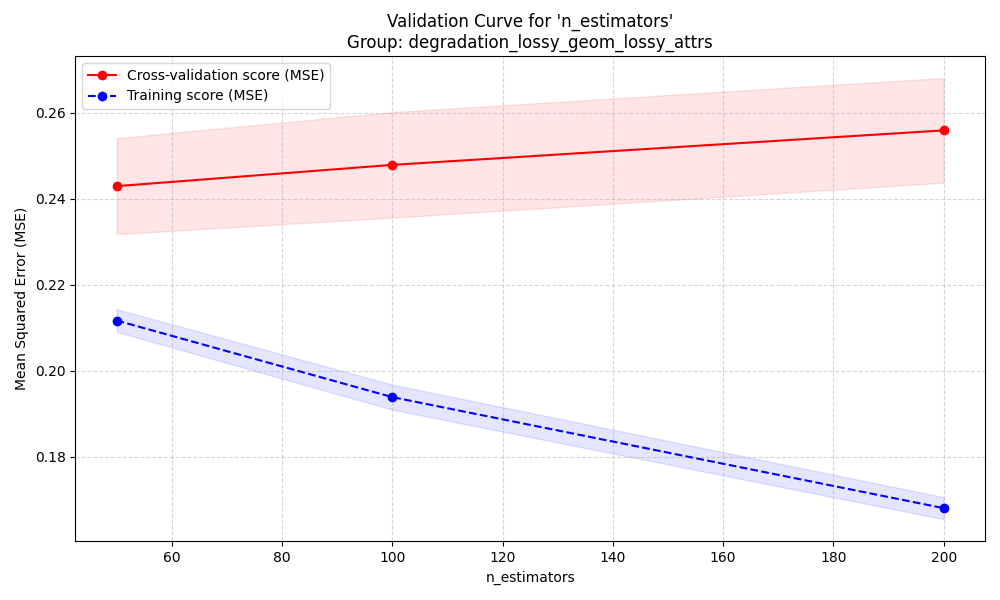 Validation Curve for 'n_estimators'
Group: degradation_lossy_geom_lossy_attrs
Cross-validation score (MSE)
Training score (MSE)
Mean Squared Error (MSE)
0.26
0.24
0.22
0.20
0.18
60 80 100 120 140 160 180 200
n_estimators